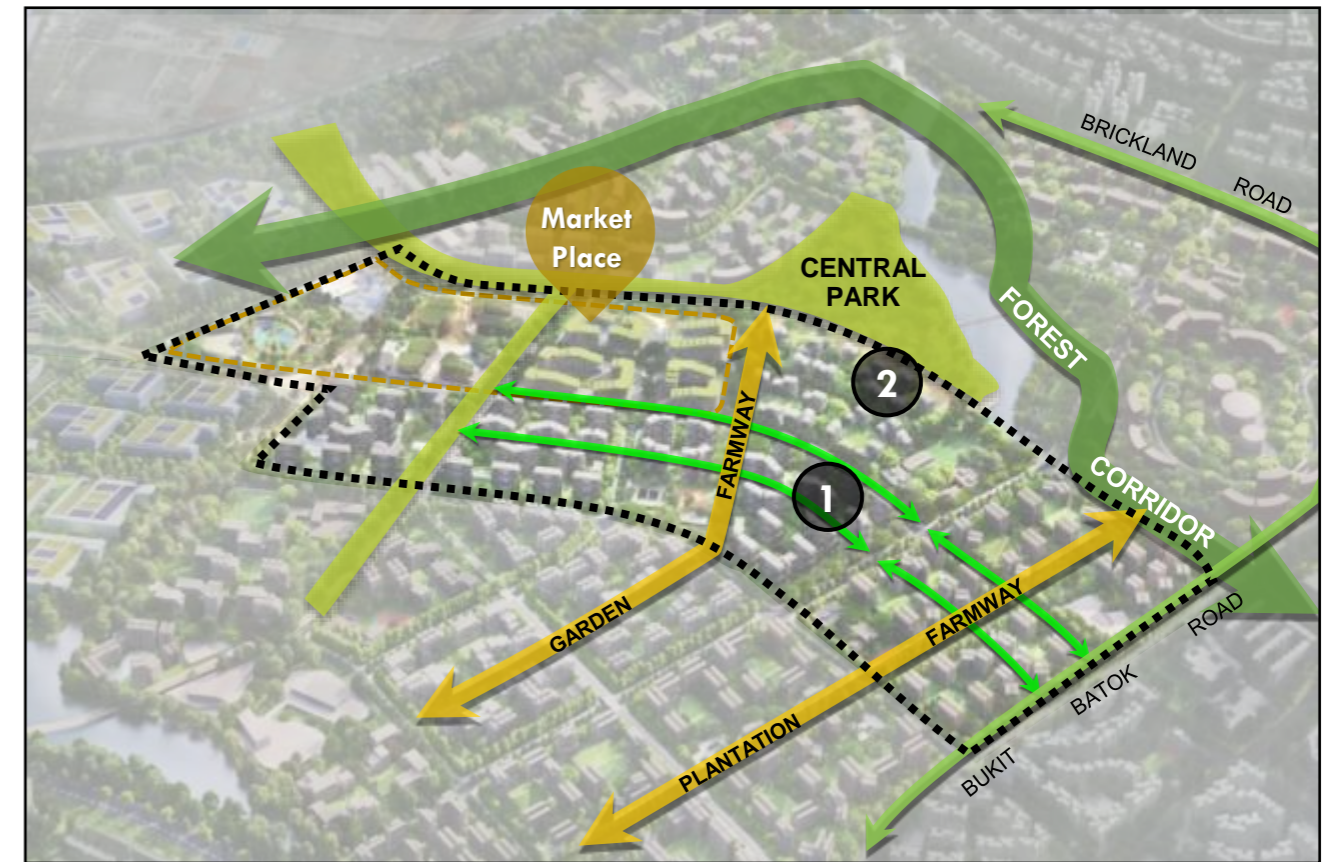 BRICKLAND ROAD
Market
Place
CENTRAL
PARK
FOREST CORRIDOR
2
1
GARDEN FARMWAY
PLANTATION FARMWAY
BUKIT BATOK ROAD